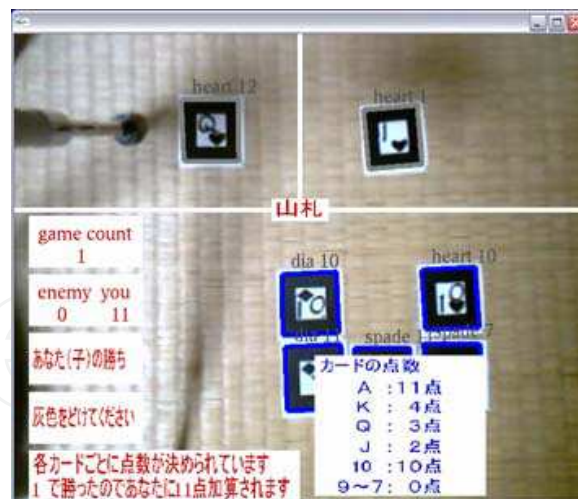 heart 12
heart 1
山札
game count
1
enemy you
0 11
あなた(子)の勝ち
灰色をどけてください
各カードごとに点数が決められています
1 で勝ったのであなたに11点加算されます
dia 10
heart 10
dia 11
spade 11
spade 7
カードの点数
A :11点
K : 4点
Q : 3点
J : 2点
10 :10点
9～7: 0点